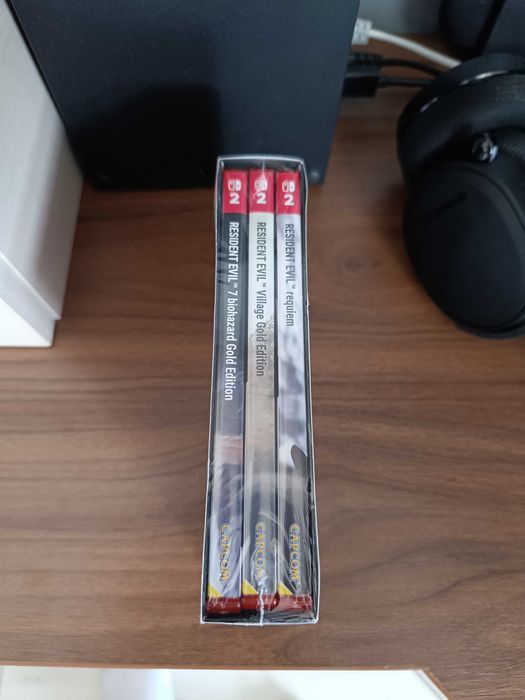 2
RESIDENT EVIL™ 7 biohazard Gold Edition
CAPCOM
2
RESIDENT EVIL™ Village Gold Edition
CAPCOM
2
RESIDENT EVIL™ requiem
CAPCOM